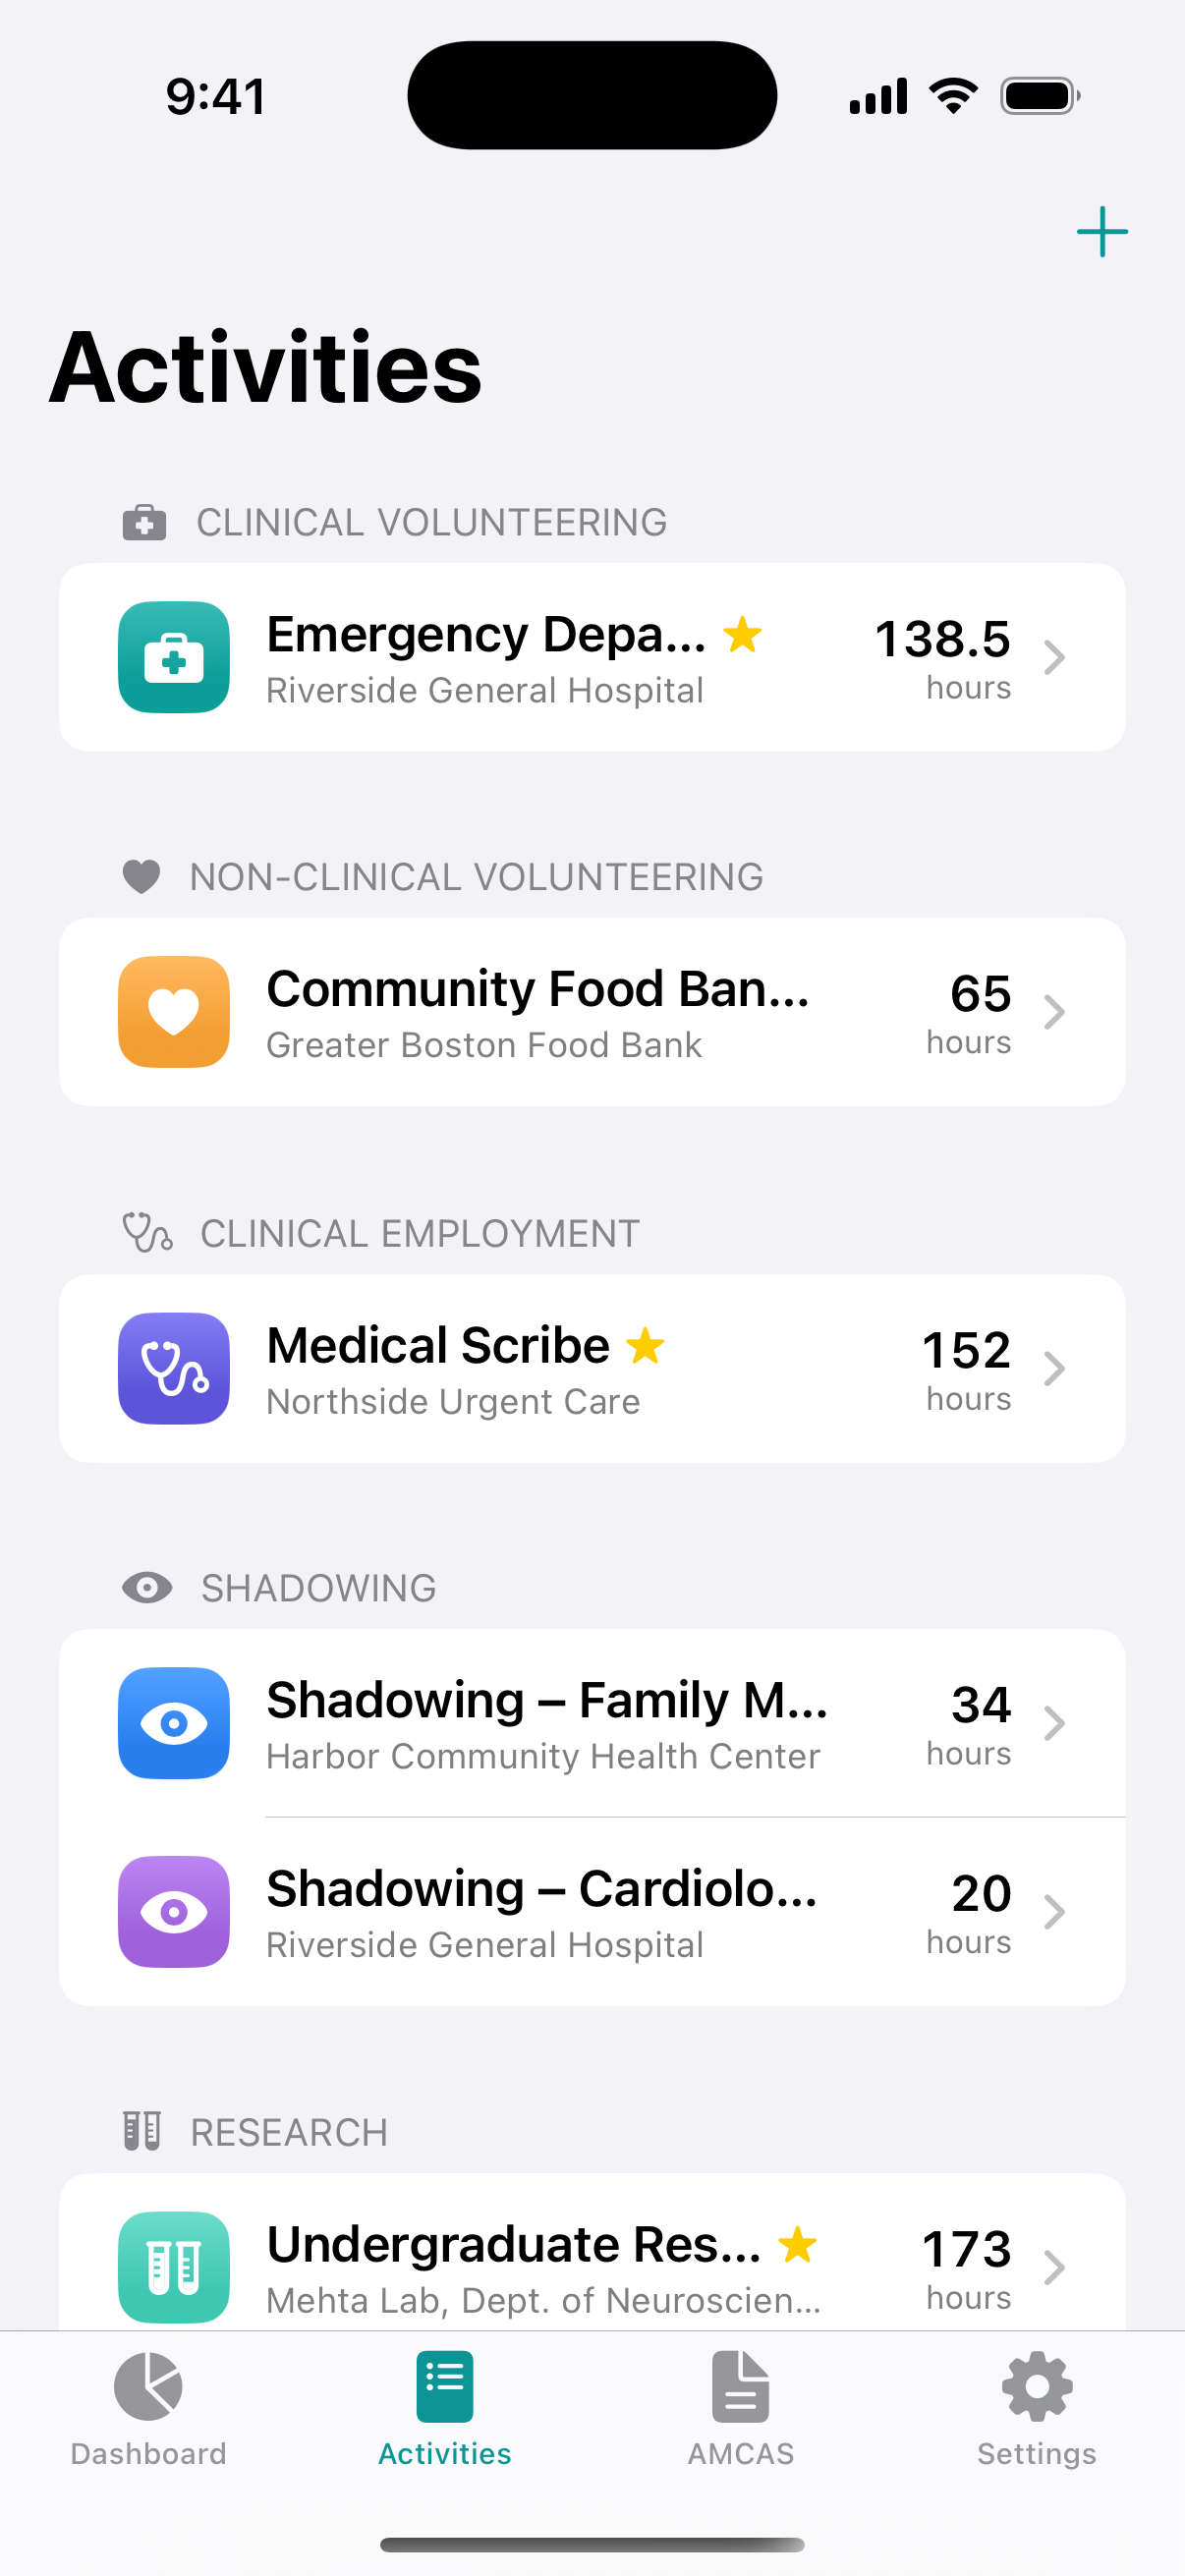 9:41
Activities
CLINICAL VOLUNTEERING
Emergency Depa...
138.5
Riverside General Hospital
hours
NON-CLINICAL VOLUNTEERING
Community Food Ban...
65
Greater Boston Food Bank
hours
CLINICAL EMPLOYMENT
Medical Scribe
152
Northside Urgent Care
hours
SHADOWING
Shadowing – Family M...
34
Harbor Community Health Center
hours
Shadowing – Cardiolo...
20
Riverside General Hospital
hours
RESEARCH
Undergraduate Res...
173
Mehta Lab, Dept. of Neuroscien...
hours
Dashboard
Activities
AMCAS
Settings